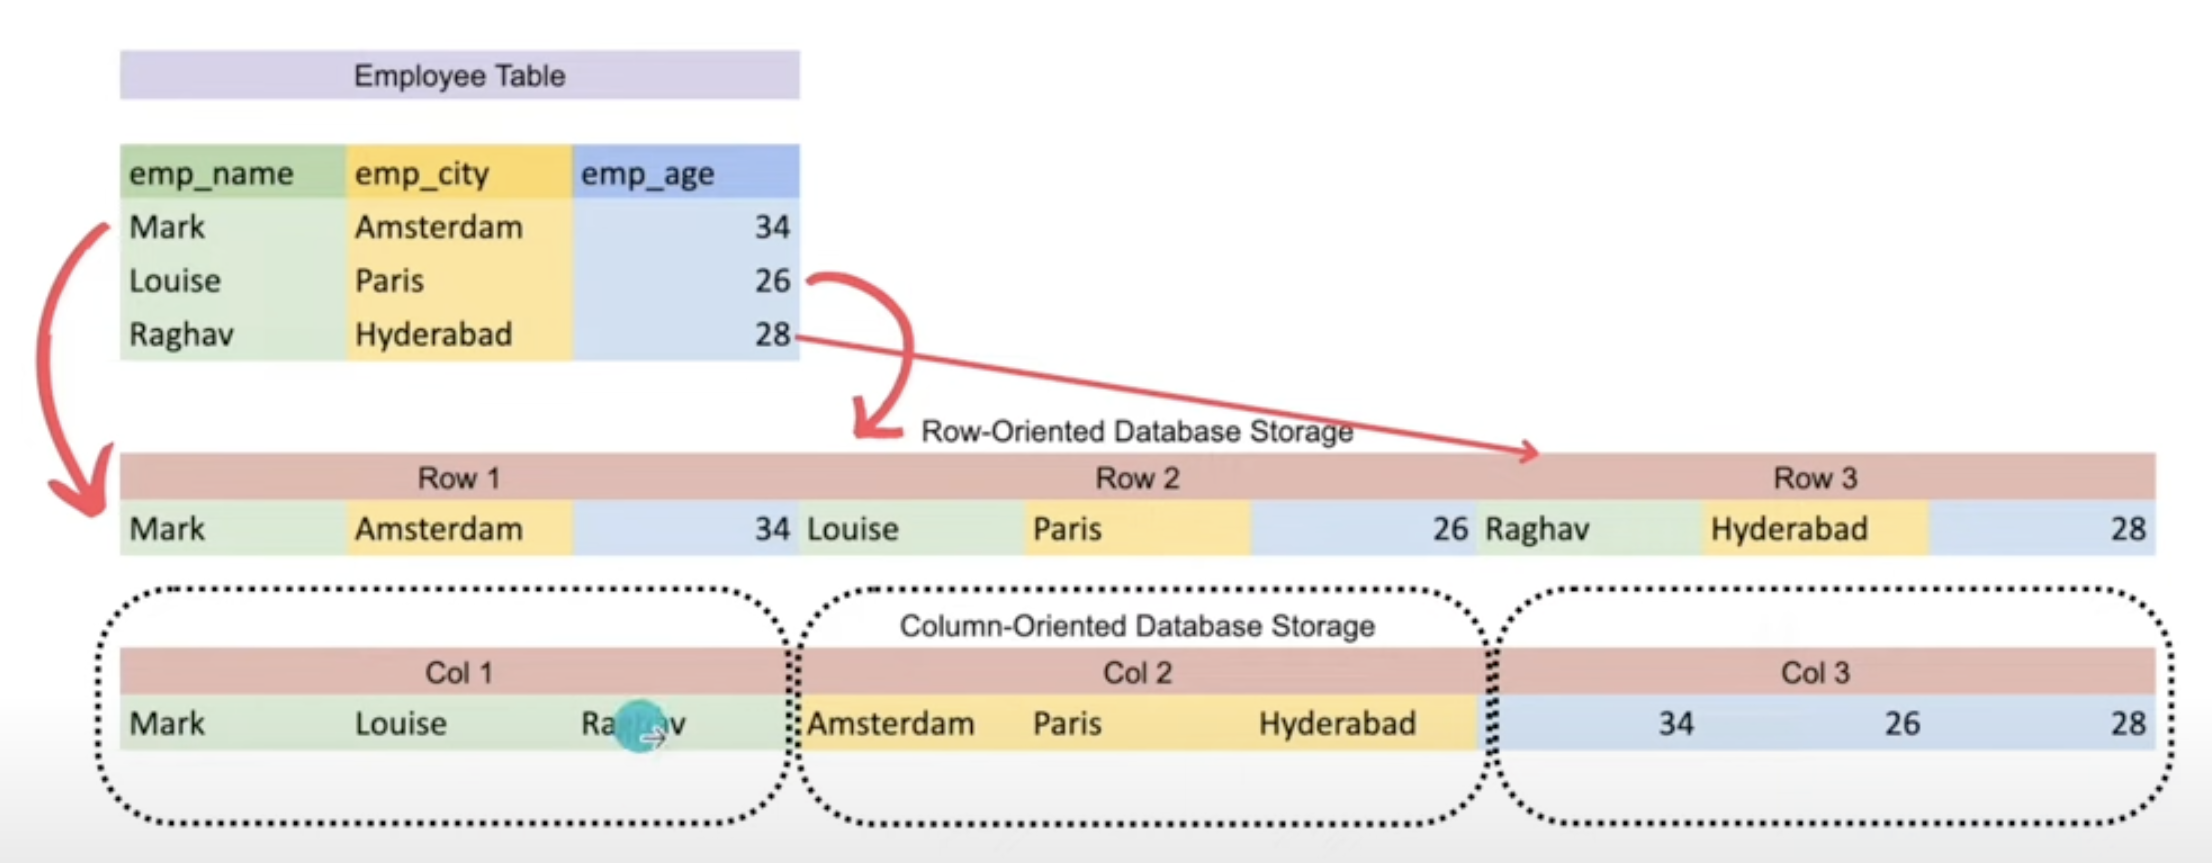 Employee Table
emp_name emp_city emp_age
Mark Amsterdam 34
Louise Paris 26
Raghav Hyderabad 28
Row-Oriented Database Storage
Row 1 Row 2 Row 3
Mark Amsterdam 34 Louise Paris 26 Raghav Hyderabad 28
Column-Oriented Database Storage
Col 1 Col 2 Col 3
Mark Louise Raghav Amsterdam Paris Hyderabad 34 26 28